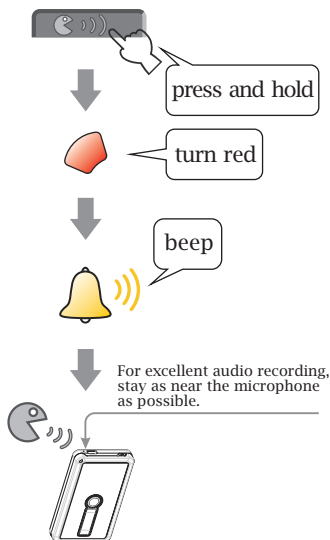 press and hold
turn red
beep
For excellent audio recording,
stay as near the microphone
as possible.